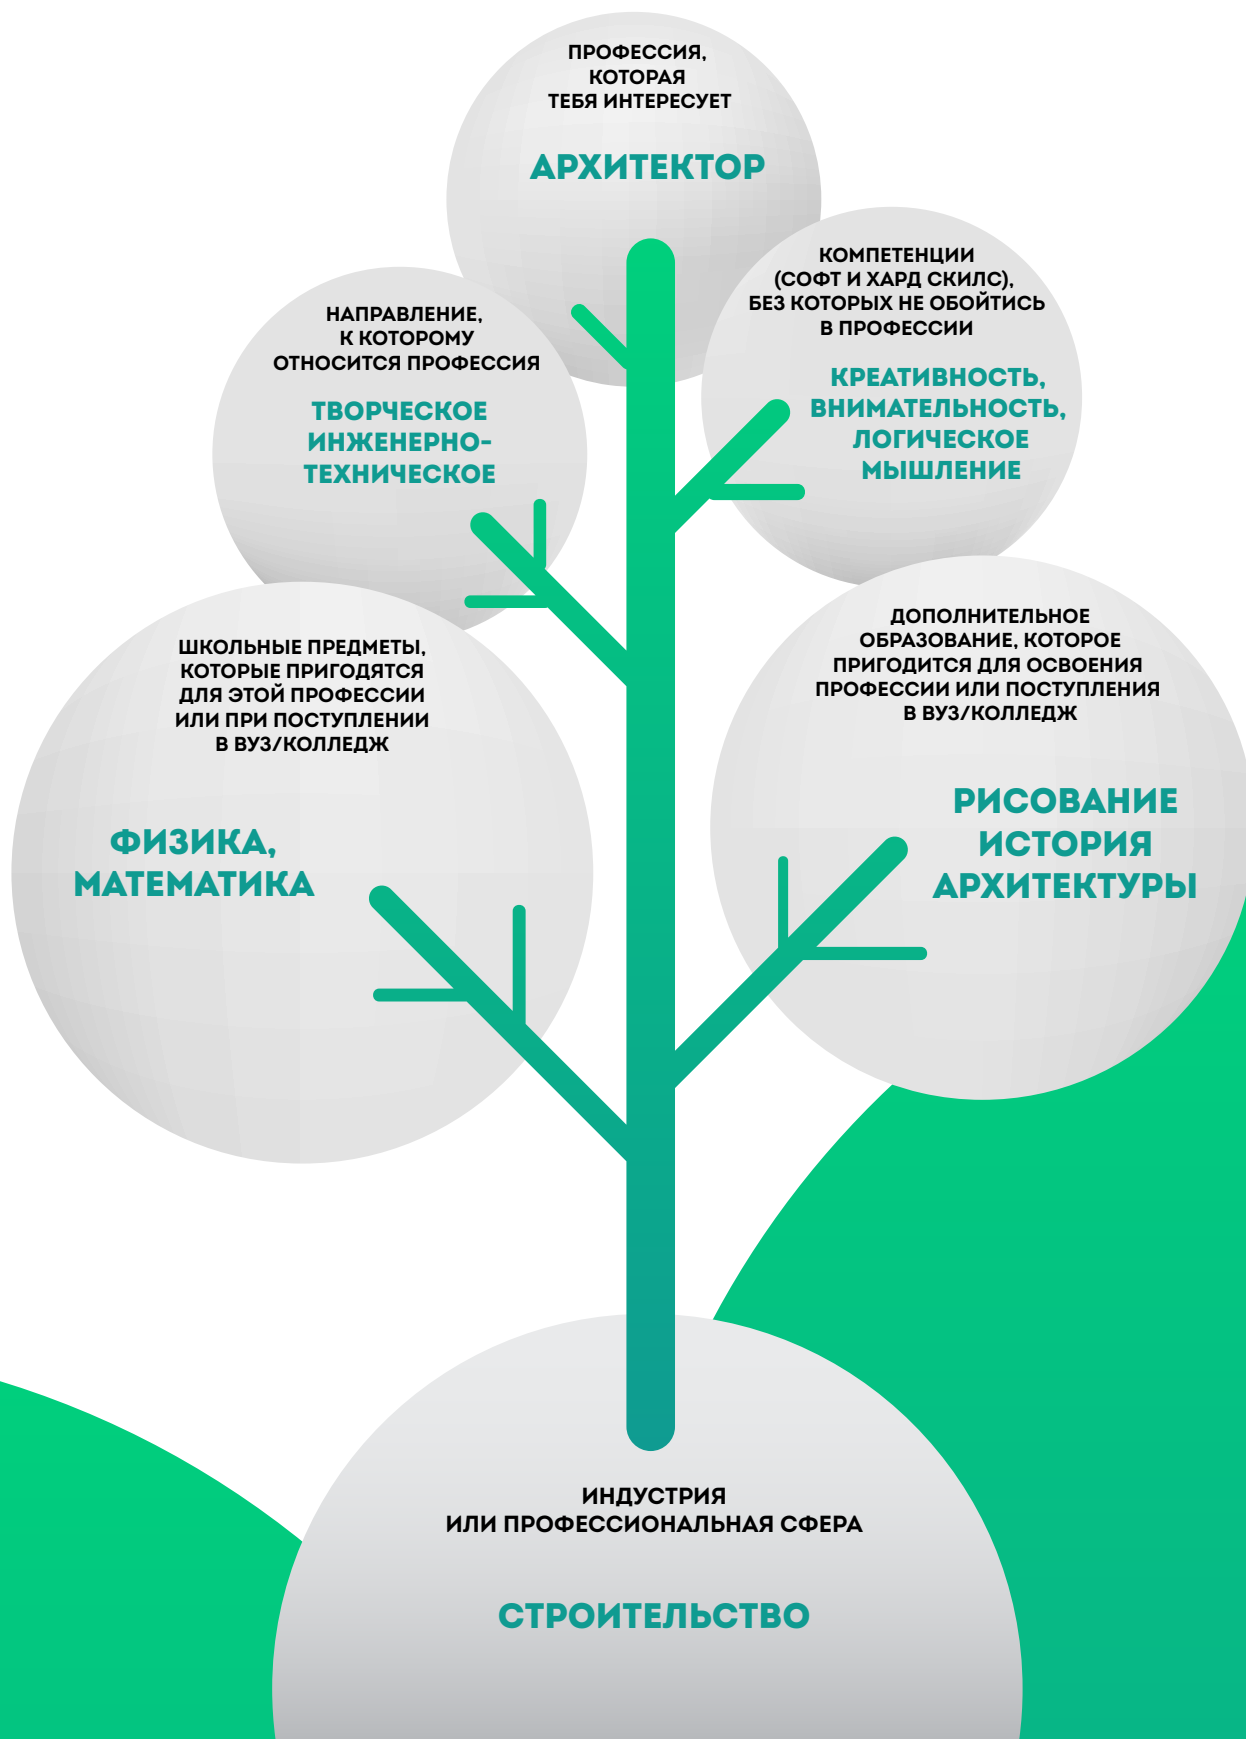 ПРОФЕССИЯ,
КОТОРАЯ
ТЕБЯ ИНТЕРЕСУЕТ
АРХИТЕКТОР
КОМПЕТЕНЦИИ
(СОФТ И ХАРД СКИЛС),
БЕЗ КОТОРЫХ НЕ ОБОЙТИСЬ
В ПРОФЕССИИ
КРЕАТИВНОСТЬ,
ВНИМАТЕЛЬНОСТЬ,
ЛОГИЧЕСКОЕ
МЫШЛЕНИЕ
НАПРАВЛЕНИЕ,
К КОТОРОМУ
ОТНОСИТСЯ ПРОФЕССИЯ
ТВОРЧЕСКОЕ
ИНЖЕНЕРНО-
ТЕХНИЧЕСКОЕ
ШКОЛЬНЫЕ ПРЕДМЕТЫ,
КОТОРЫЕ ПРИГОДЯТСЯ
ДЛЯ ЭТОЙ ПРОФЕССИИ
ИЛИ ПРИ ПОСТУПЛЕНИИ
В ВУЗ/КОЛЛЕДЖ
ФИЗИКА,
МАТЕМАТИКА
ДОПОЛНИТЕЛЬНОЕ
ОБРАЗОВАНИЕ, КОТОРОЕ
ПРИГОДИТСЯ ДЛЯ ОСВОЕНИЯ
ПРОФЕССИИ ИЛИ ПОСТУПЛЕНИЯ
В ВУЗ/КОЛЛЕДЖ
РИСОВАНИЕ
ИСТОРИЯ
АРХИТЕКТУРЫ
ИНДУСТРИЯ
ИЛИ ПРОФЕССИОНАЛЬНАЯ СФЕРА
СТРОИТЕЛЬСТВО